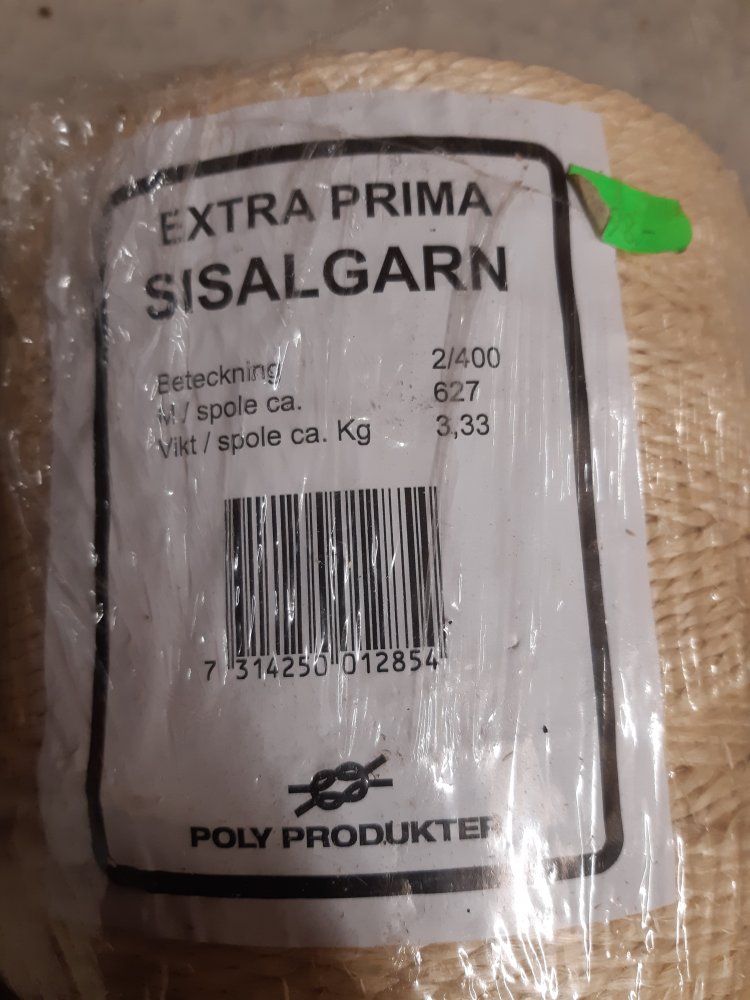 EXTRA PRIMA
SISALGARN
Beteckning 2/400
M / spole ca. 627
Vikt / spole ca. Kg 3,33
7 314250 012854
POLY PRODUKTER